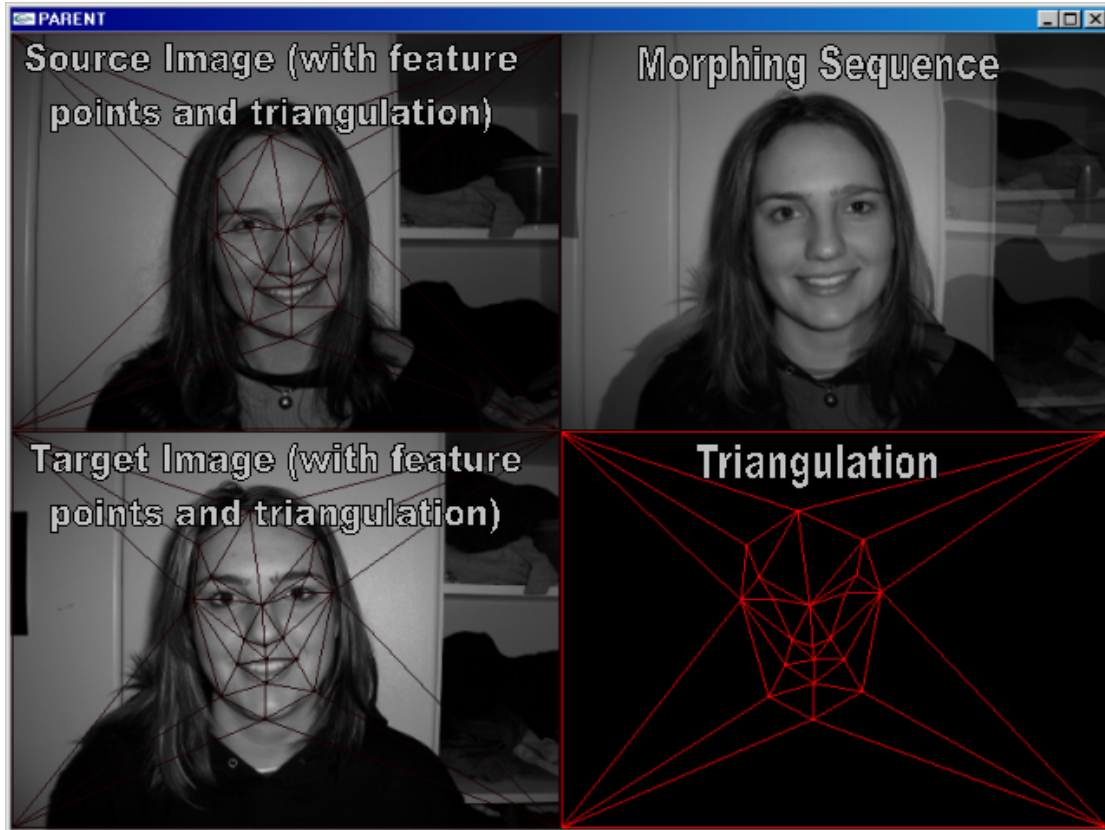 PARENT
Source Image (with feature
points and triangulation)
Morphing Sequence
Target Image (with feature
points and triangulation)
Triangulation